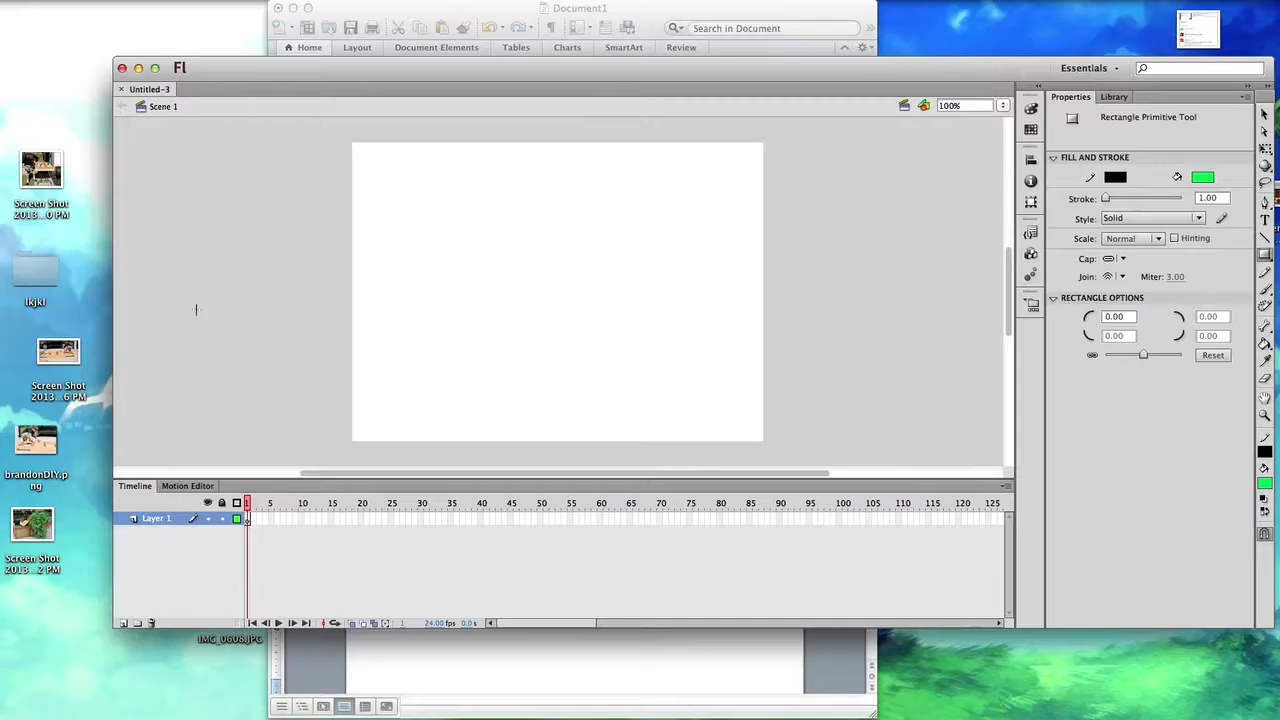 Document1
Search in Document
Home Layout Document Elements Tables Charts SmartArt Review
Fl
Essentials
Untitled-3
Scene 1
100%
Properties Library
Rectangle Primitive Tool
FILL AND STROKE
Stroke: 1.00
Style: Solid
Scale: Normal Hinting
Cap:
Join: Miter: 3.00
RECTANGLE OPTIONS
0.00 0.00
0.00 0.00
Reset
Screen Shot
2013...0 PM
lkjkl
Screen Shot
2013...6 PM
brandonDIY.p
ng
Screen Shot
2013...2 PM
Timeline Motion Editor
1 5 10 15 20 25 30 35 40 45 50 55 60 65 70 75 80 85 90 95 100 105 110 115 120 125
Layer 1
1 24.00 fps 0.0 s
IMG_0608.JPG